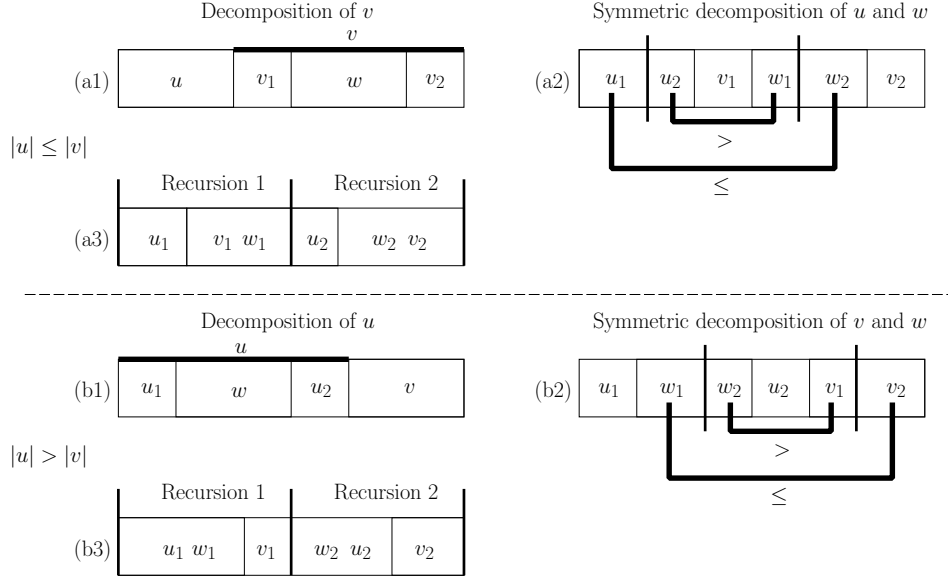 Decomposition of v
v
(a1) u v₁ w v₂
Symmetric decomposition of u and w
(a2) u₁ u₂ v₁ w₁ w₂ v₂
>
≤
|u| ≤ |v|
Recursion 1 Recursion 2
(a3) u₁ v₁ w₁ u₂ w₂ v₂
Decomposition of u
u
(b1) u₁ w u₂ v
Symmetric decomposition of v and w
(b2) u₁ w₁ w₂ u₂ v₁ v₂
>
≤
|u| > |v|
Recursion 1 Recursion 2
(b3) u₁ w₁ v₁ w₂ u₂ v₂